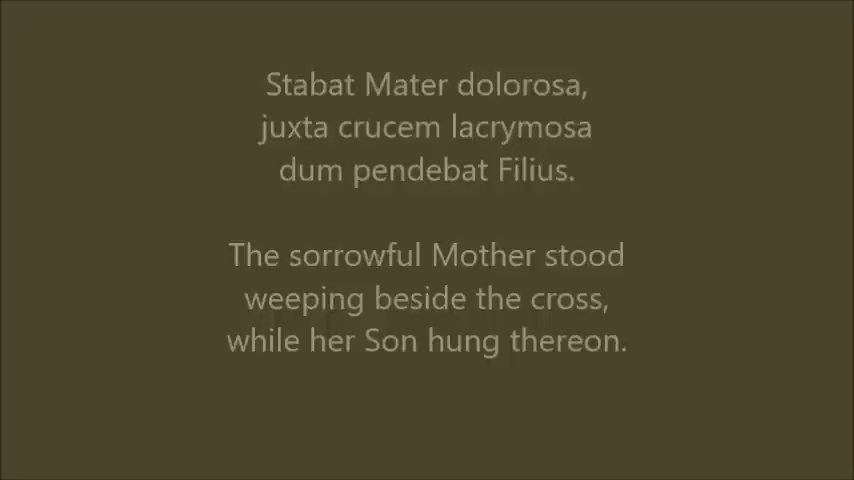 Stabat Mater dolorosa,
juxta crucem lacrymosa
dum pendebat Filius.
The sorrowful Mother stood
weeping beside the cross,
while her Son hung thereon.